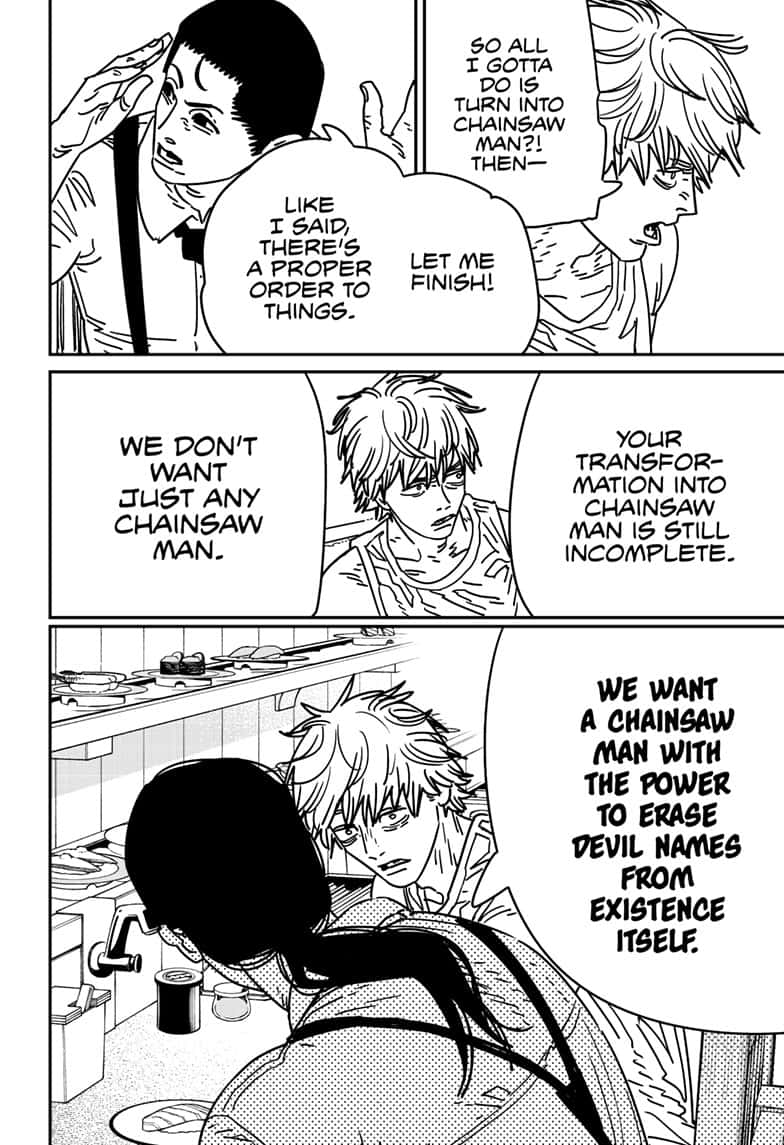 SO ALL
I GOTTA
DO IS
TURN INTO
CHAINSAW
MAN?!
THEN—
LET ME
FINISH!
LIKE
I SAID,
THERE'S
A PROPER
ORDER TO
THINGS.
YOUR
TRANSFOR-
MATION INTO
CHAINSAW
MAN IS STILL
INCOMPLETE.
WE DON'T
WANT
JUST ANY
CHAINSAW
MAN.
WE WANT
A CHAINSAW
MAN WITH
THE POWER
TO ERASE
DEVIL NAMES
FROM
EXISTENCE
ITSELF.